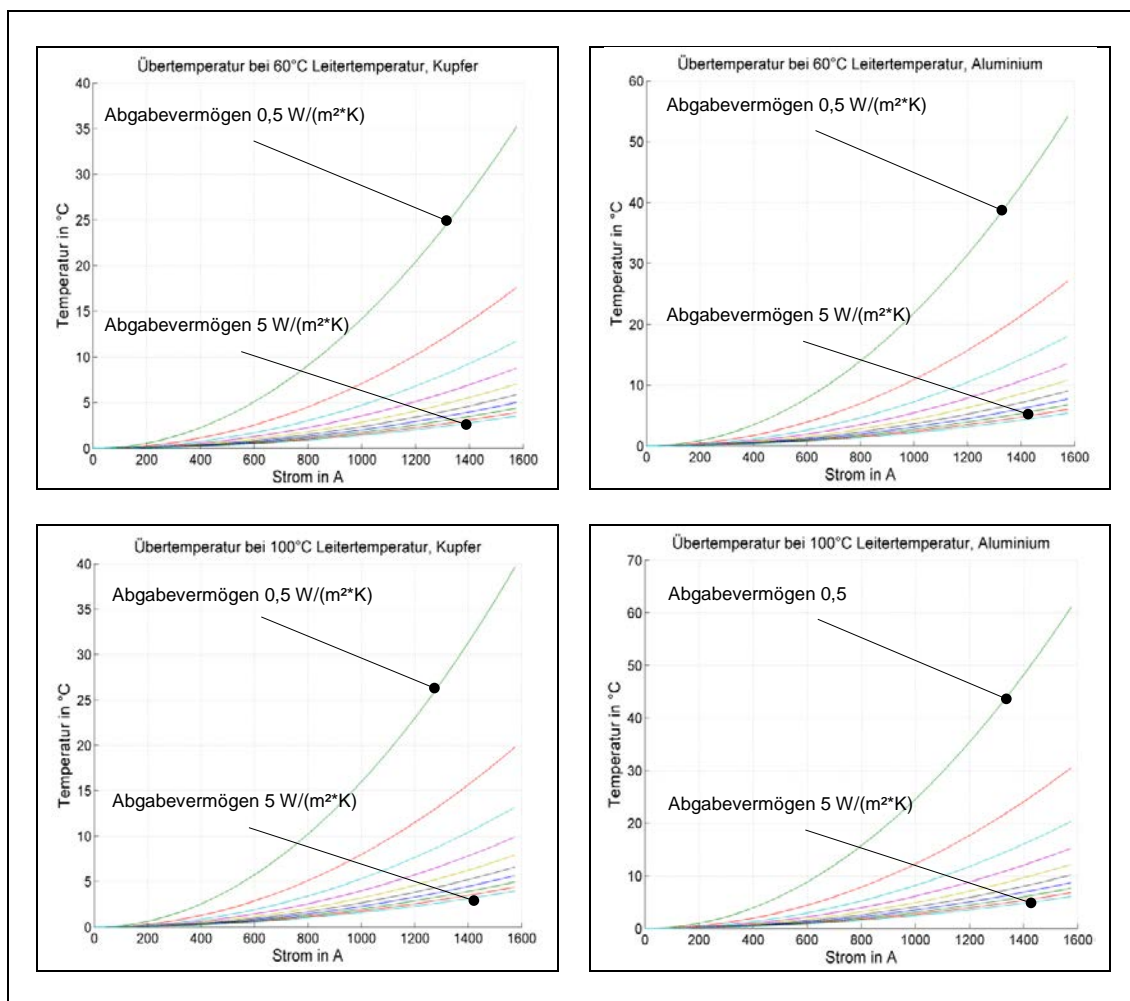 Übertemperatur bei 60°C Leitertemperatur, Kupfer
40
35
30
25
20
15
10
5
0
Temperatur in °C
Abgabevermögen 0,5 W/(m²*K)
Abgabevermögen 5 W/(m²*K)
0 200 400 600 800 1000 1200 1400 1600
Strom in A
Übertemperatur bei 60°C Leitertemperatur, Aluminium
60
50
40
30
20
10
0
Temperatur in °C
Abgabevermögen 0,5 W/(m²*K)
Abgabevermögen 5 W/(m²*K)
0 200 400 600 800 1000 1200 1400 1600
Strom in A
Übertemperatur bei 100°C Leitertemperatur, Kupfer
40
35
30
25
20
15
10
5
0
Temperatur in °C
Abgabevermögen 0,5 W/(m²*K)
Abgabevermögen 5 W/(m²*K)
0 200 400 600 800 1000 1200 1400 1600
Strom in A
Übertemperatur bei 100°C Leitertemperatur, Aluminium
70
60
50
40
30
20
10
0
Temperatur in °C
Abgabevermögen 0,5
Abgabevermögen 5 W/(m²*K)
0 200 400 600 800 1000 1200 1400 1600
Strom in A